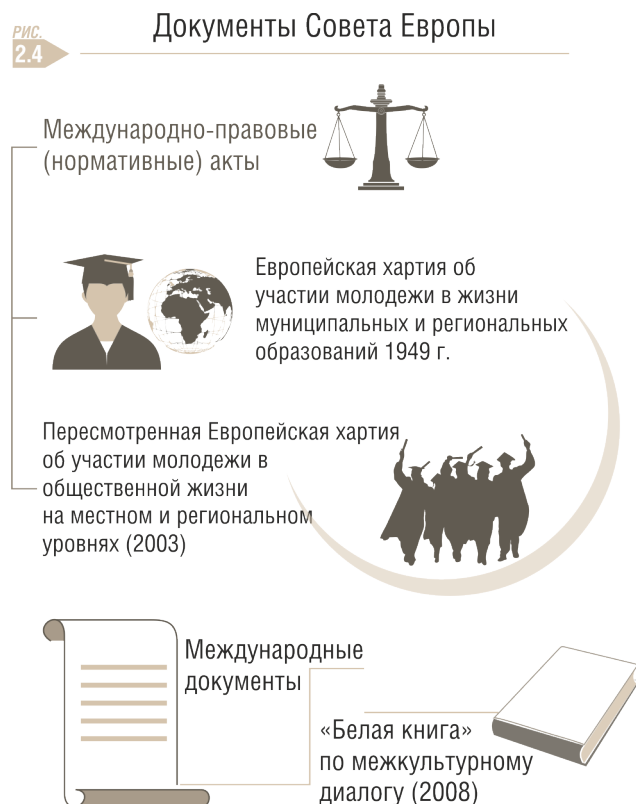 РИС.
2.4
Документы Совета Европы
Международно-правовые
(нормативные) акты
Европейская хартия об
участии молодежи в жизни
муниципальных и региональных
образований 1949 г.
Пересмотренная Европейская хартия
об участии молодежи в
общественной жизни
на местном и региональном
уровнях (2003)
Международные
документы
«Белая книга»
по межкультурному
диалогу (2008)